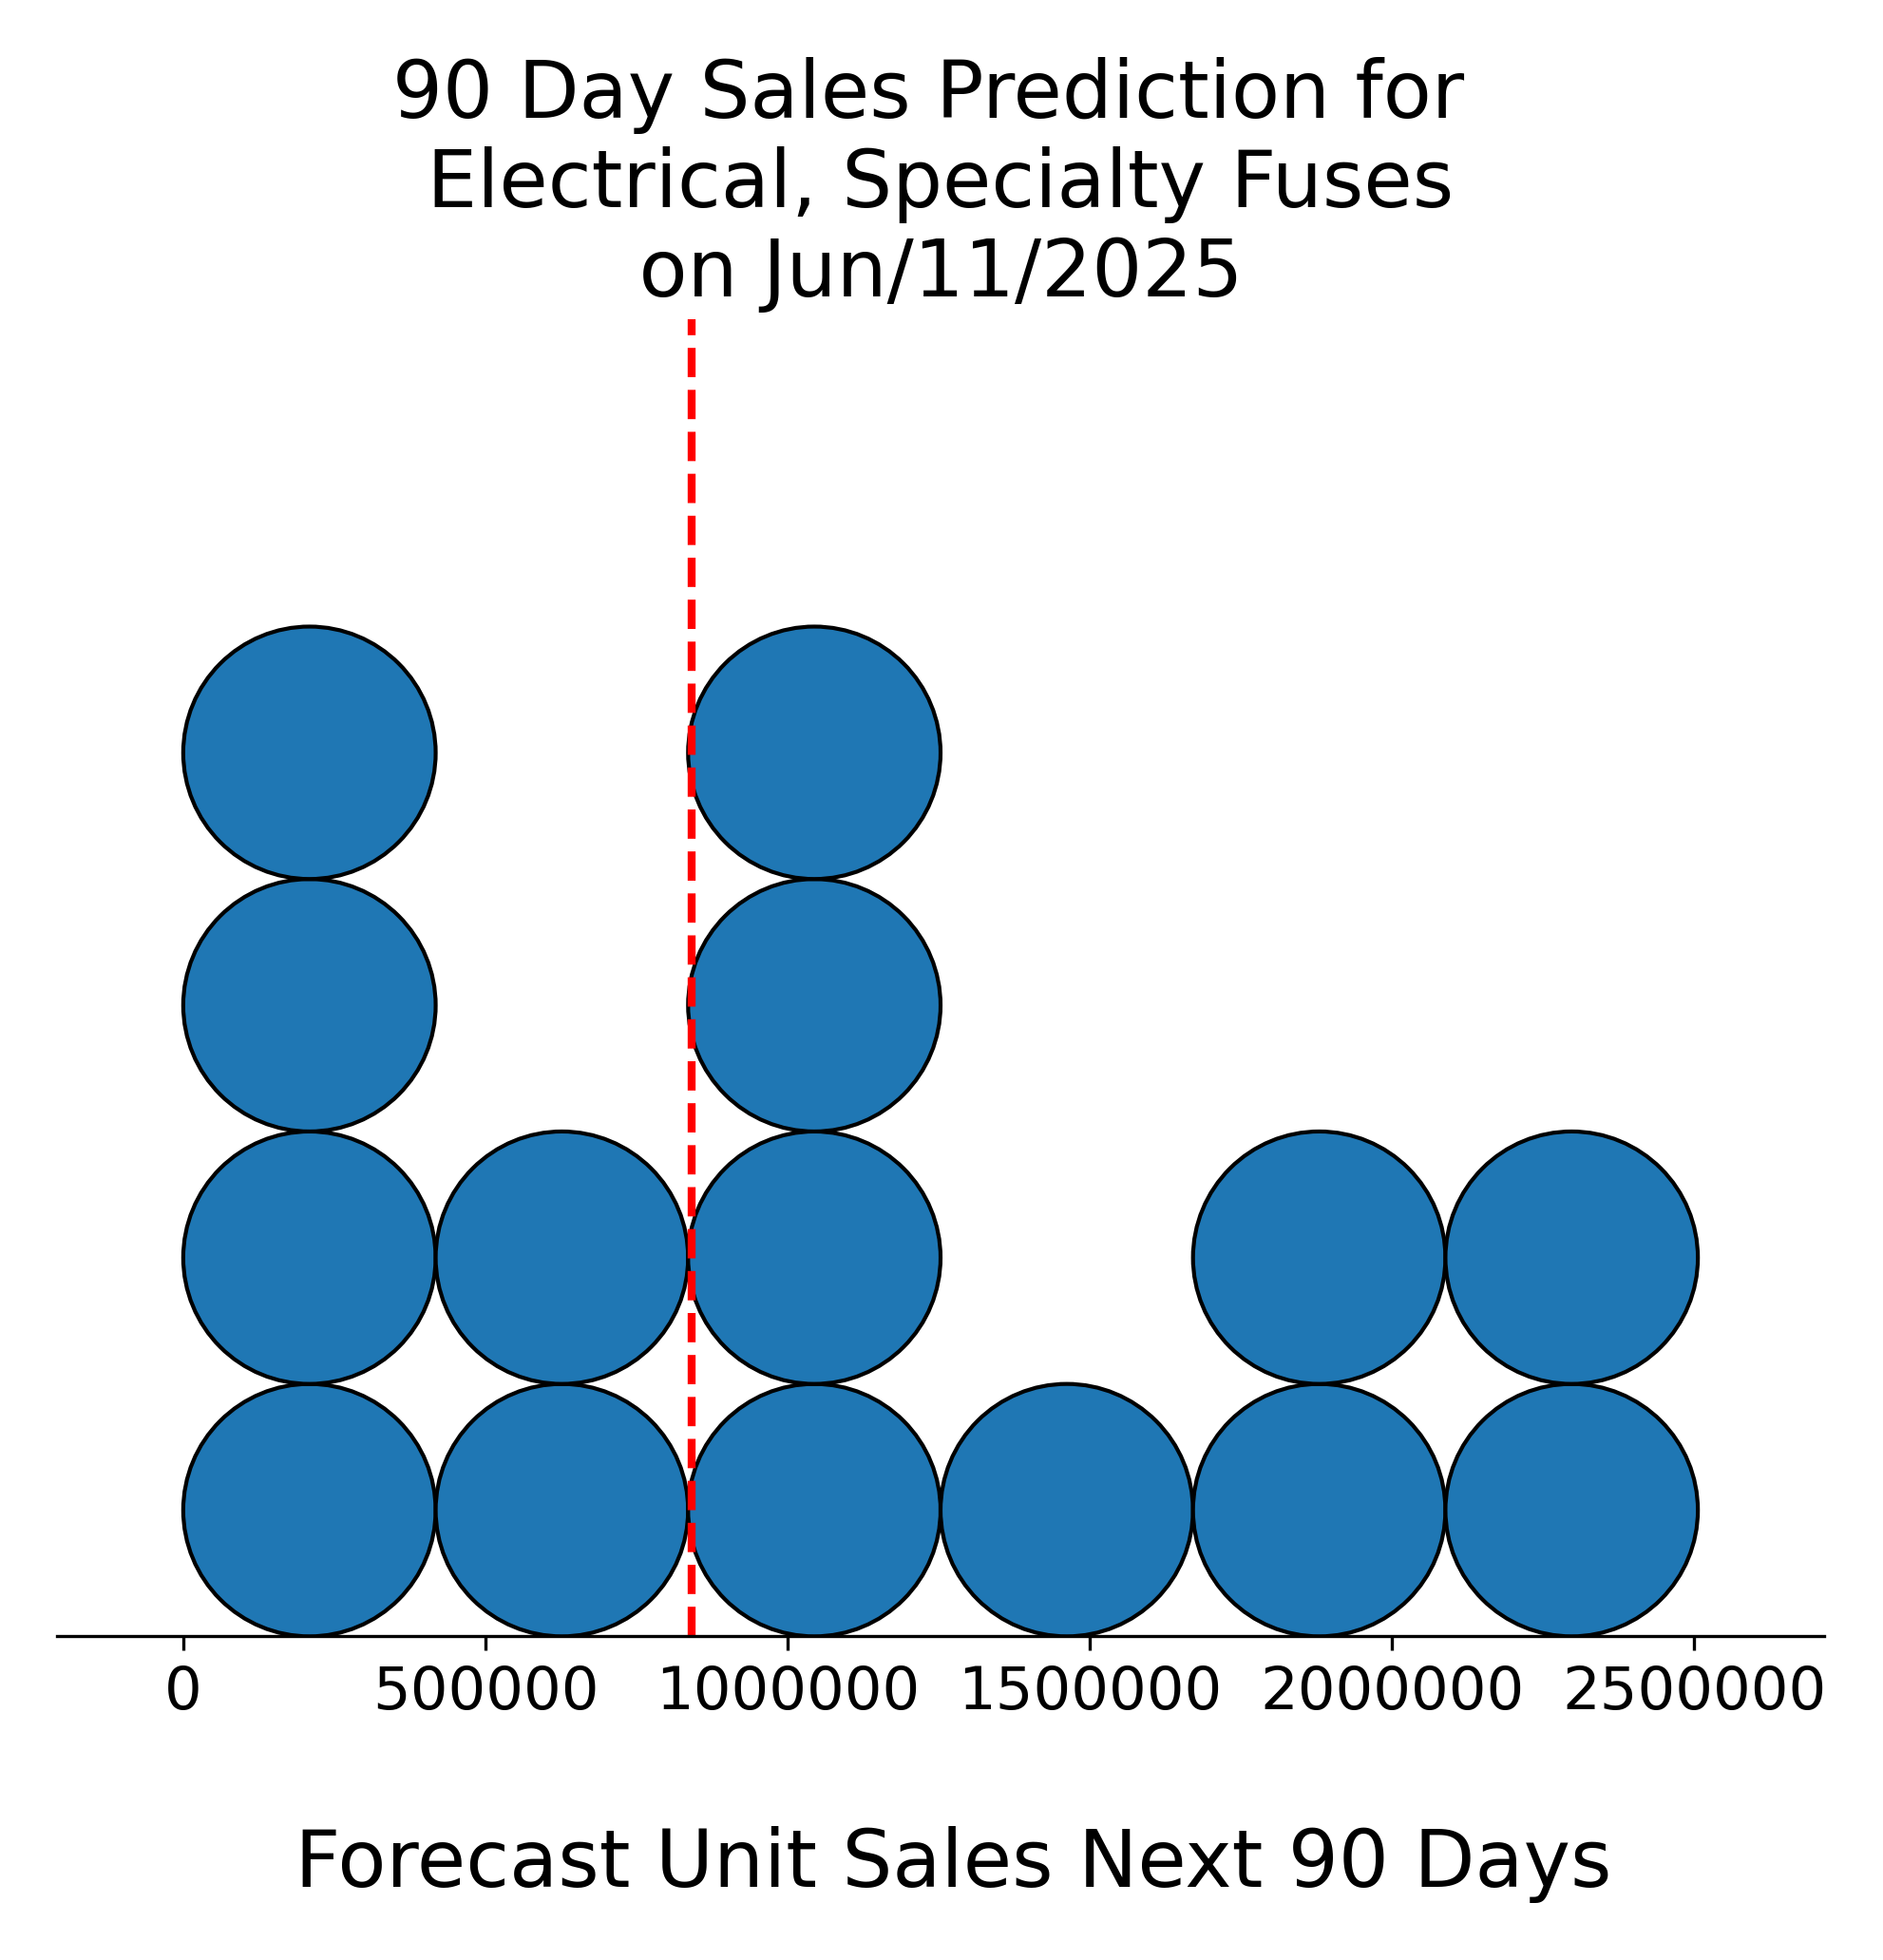 90 Day Sales Prediction for
Electrical, Specialty Fuses
on Jun/11/2025
0 500000 1000000 1500000 2000000 2500000
Forecast Unit Sales Next 90 Days